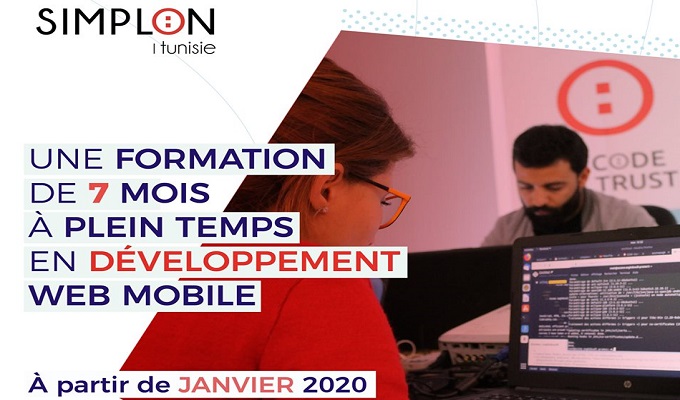 SIMPLON
tunisie
UNE FORMATION
DE 7 MOIS
À PLEIN TEMPS
EN DÉVELOPPEMENT
WEB MOBILE
À partir de JANVIER 2020
CODE
TRUST